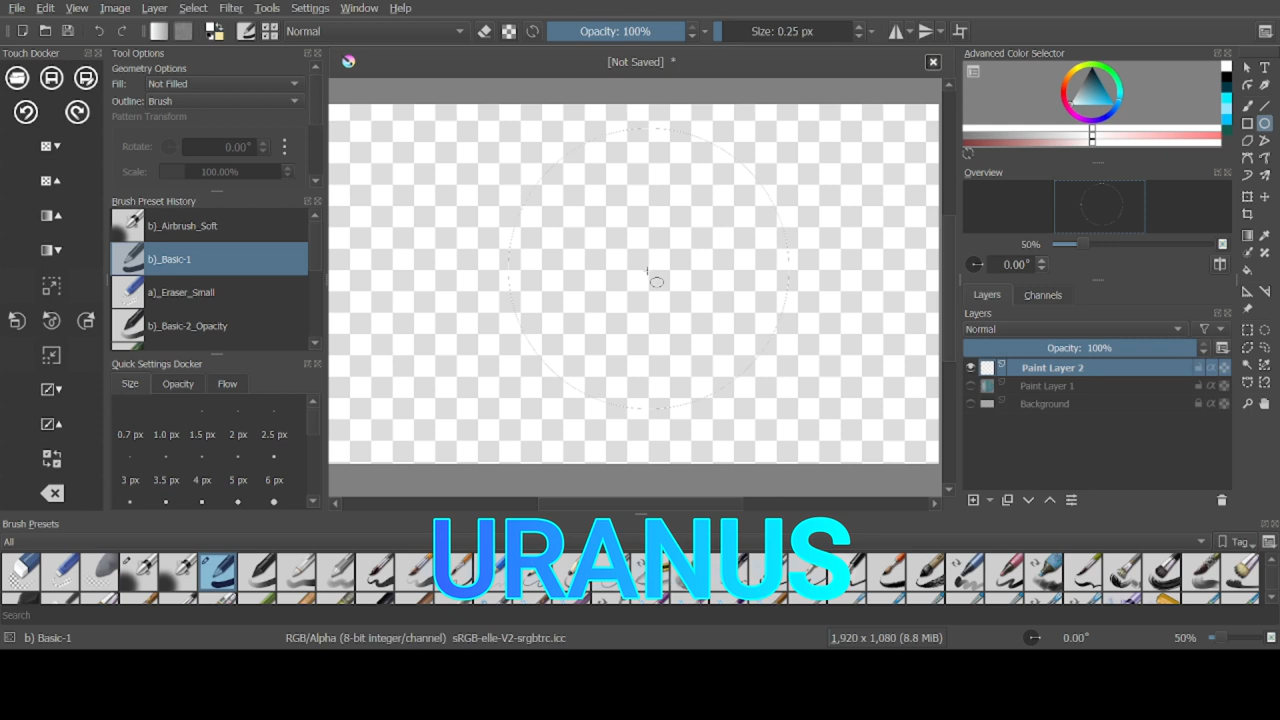 File Edit View Image Layer Select Filter Tools Settings Window Help
Normal Opacity: 100% Size: 0.25 px
Touch Docker
Tool Options
Geometry Options
Fill: Not Filled
Outline: Brush
Pattern Transform
Rotate: 0.00°
Scale: 100.00%
Brush Preset History
b)_Airbrush_Soft
b)_Basic-1
a)_Eraser_Small
b)_Basic-2_Opacity
Quick Settings Docker
Size Opacity Flow
0.7 px 1.0 px 1.5 px 2 px 2.5 px
3 px 3.5 px 4 px 5 px 6 px
[Not Saved] *
Advanced Color Selector
Overview
50%
0.00°
Layers Channels
Layers
Normal
Opacity: 100%
Paint Layer 2
Paint Layer 1
Background
Brush Presets
All
Tag
URANUS
Search
b) Basic-1 RGB/Alpha (8-bit integer/channel) sRGB-elle-V2-srgbtrc.icc 1,920 x 1,080 (8.8 MiB) 0.00° 50%